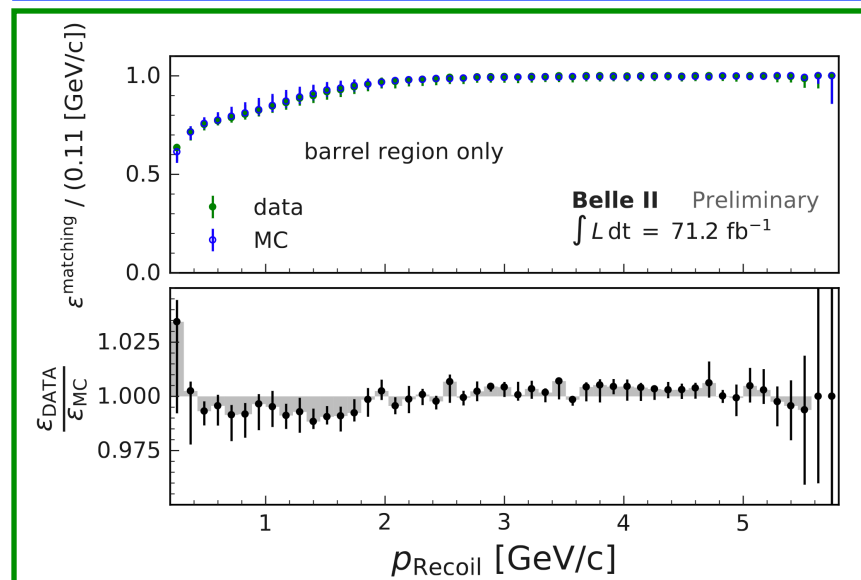 ε^matching / (0.11 [GeV/c])
1.0
0.5
0.0
barrel region only
data
MC
Belle II Preliminary
∫ L dt = 71.2 fb⁻¹
ε_DATA
ε_MC
1.025
1.000
0.975
1 2 3 4 5
p_Recoil [GeV/c]